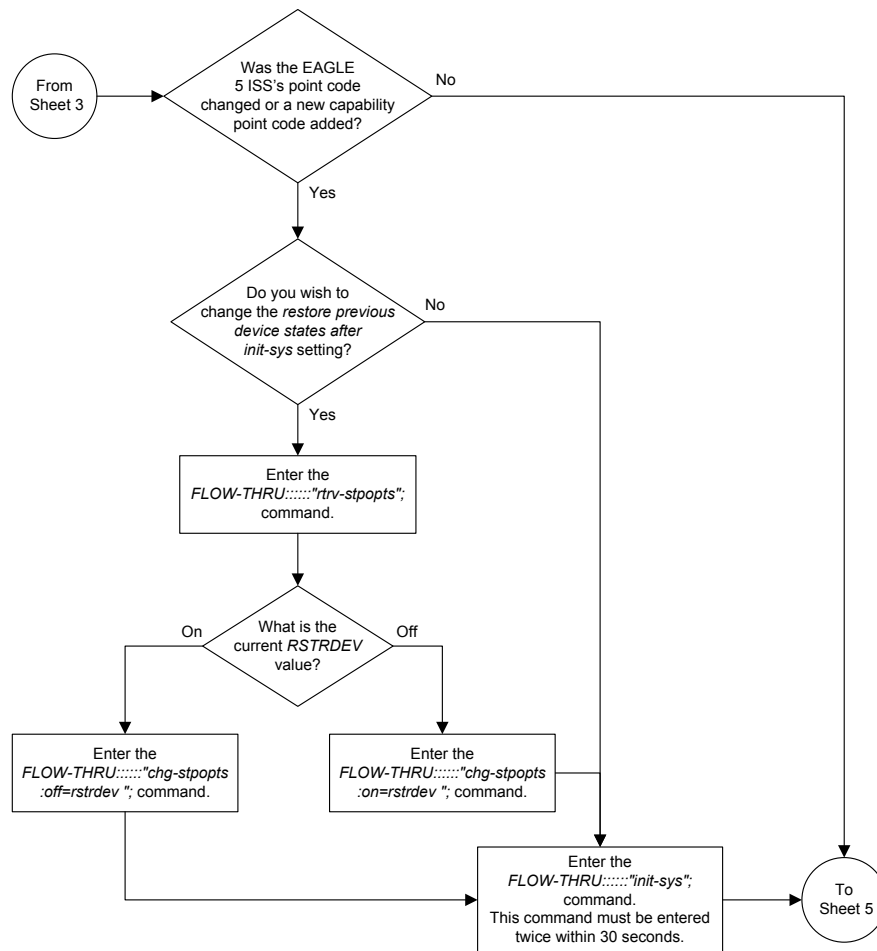 From
Sheet 3
Was the EAGLE
5 ISS's point code
changed or a new capability
point code added?
No
Yes
Do you wish to
change the restore previous
device states after
init-sys setting?
No
Yes
Enter the
FLOW-THRU::::::"rtrv-stpopts";
command.
What is the
current RSTRDEV
value?
On
Off
Enter the
FLOW-THRU::::::"chg-stpopts
:off=rstrdev "; command.
Enter the
FLOW-THRU::::::"chg-stpopts
:on=rstrdev "; command.
Enter the
FLOW-THRU::::::"init-sys";
command.
This command must be entered
twice within 30 seconds.
To
Sheet 5